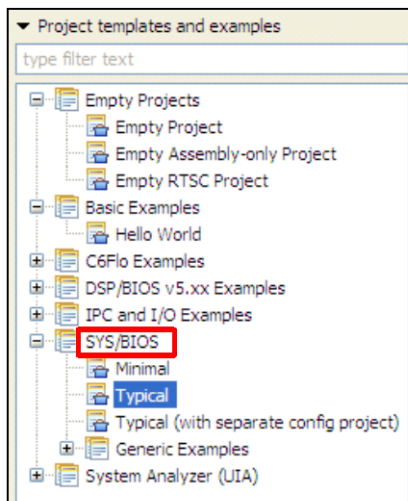 Project templates and examples
type filter text
Empty Projects
Empty Project
Empty Assembly-only Project
Empty RTSC Project
Basic Examples
Hello World
C6Flo Examples
DSP/BIOS v5.xx Examples
IPC and I/O Examples
SYS/BIOS
Minimal
Typical
Typical (with separate config project)
Generic Examples
System Analyzer (UIA)